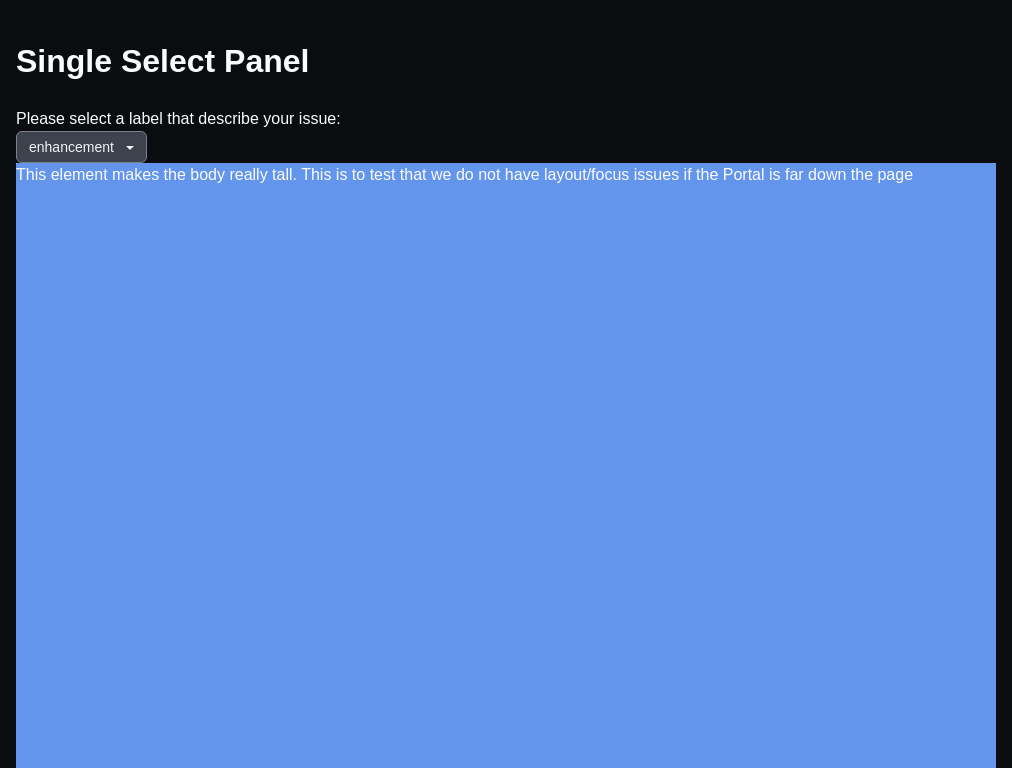 Single Select Panel
Please select a label that describe your issue:
enhancement
This element makes the body really tall. This is to test that we do not have layout/focus issues if the Portal is far down the page